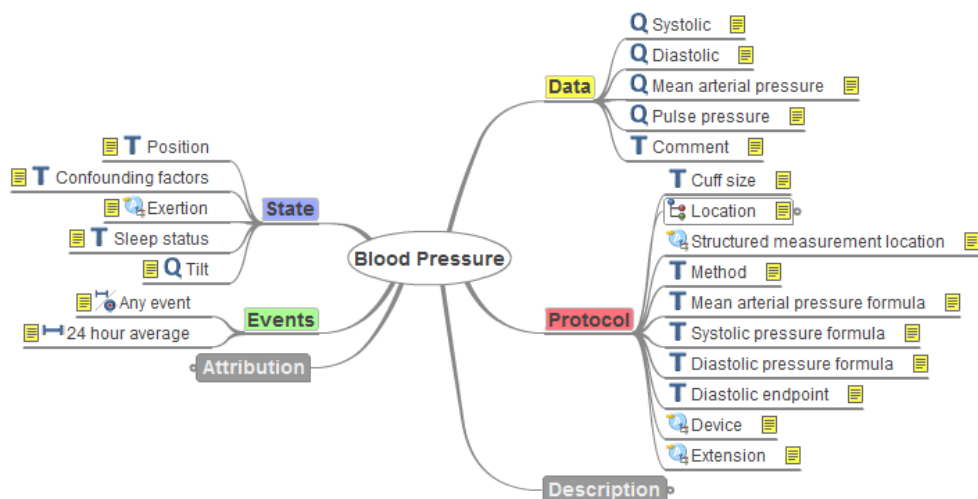 Blood Pressure
Data
Q Systolic
Q Diastolic
Q Mean arterial pressure
Q Pulse pressure
T Comment
Protocol
T Cuff size
Location
Structured measurement location
T Method
T Mean arterial pressure formula
T Systolic pressure formula
T Diastolic pressure formula
T Diastolic endpoint
Device
Extension
Description
State
T Position
T Confounding factors
Exertion
T Sleep status
Q Tilt
Events
Any event
24 hour average
Attribution